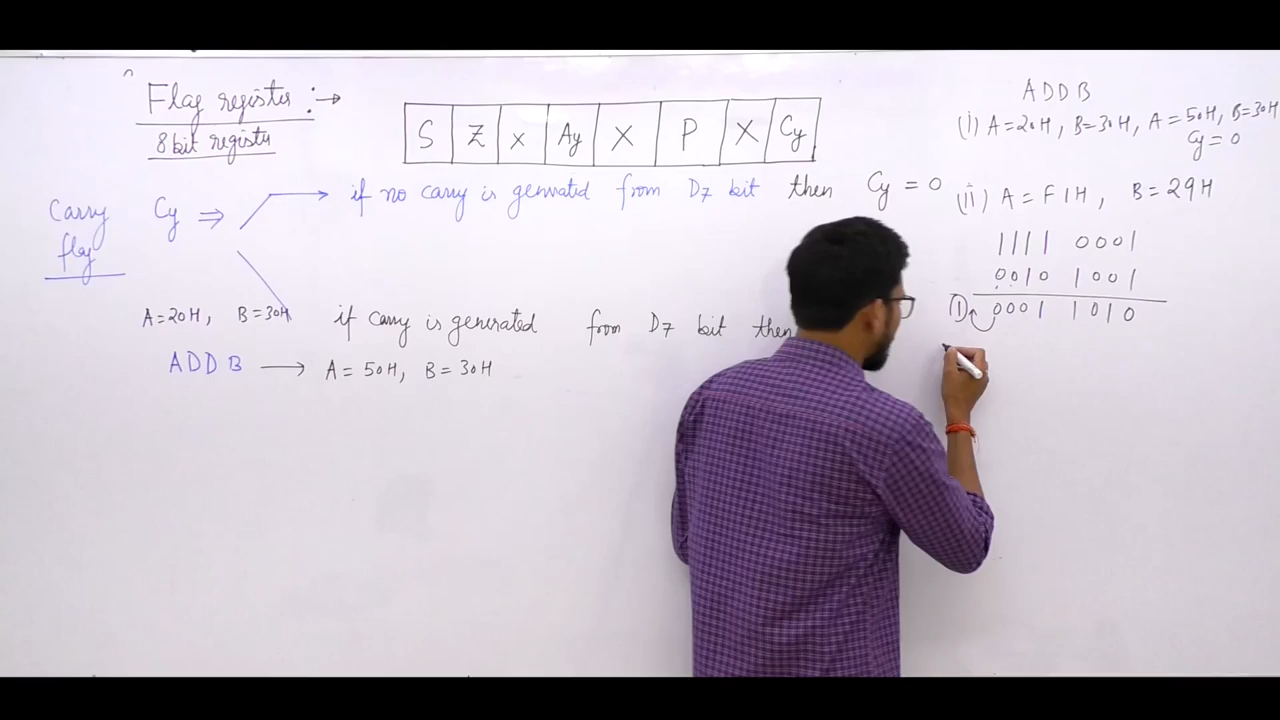 Flag register :→
8 bit registr
S Z x Ay X P X Cy
Carry flag
Cy ⇒
if no carry is genrated from D7 bit then Cy = 0
if carry is generated from D7 bit then
A=20H, B=30H
ADD B → A= 50H, B= 30H
ADD B
(i) A=20H, B=30H, A=50H, B=30H
Cy=0
(ii) A=F1H, B=29H
1111 0001
0010 1001
① 0001 1010